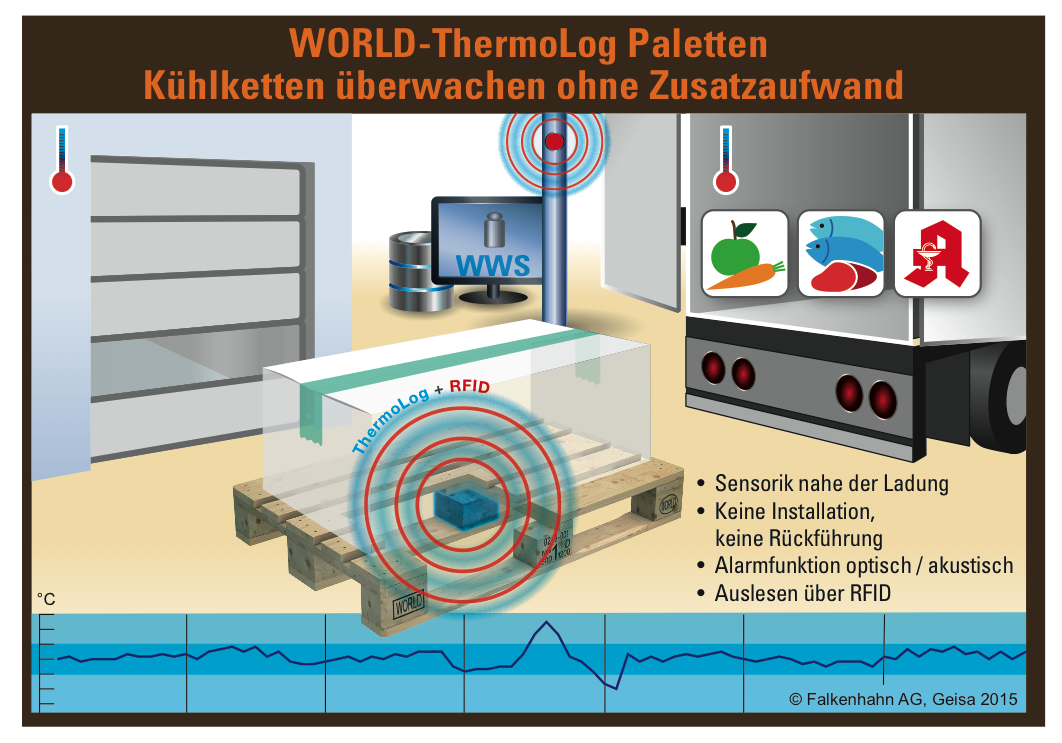 WORLD-ThermoLog Paletten
Kühlketten überwachen ohne Zusatzaufwand
WWS
ThermoLog + RFID
WORLD
WORLD
• Sensorik nahe der Ladung
• Keine Installation,
keine Rückführung
• Alarmfunktion optisch / akustisch
• Auslesen über RFID
°C
© Falkenhahn AG, Geisa 2015